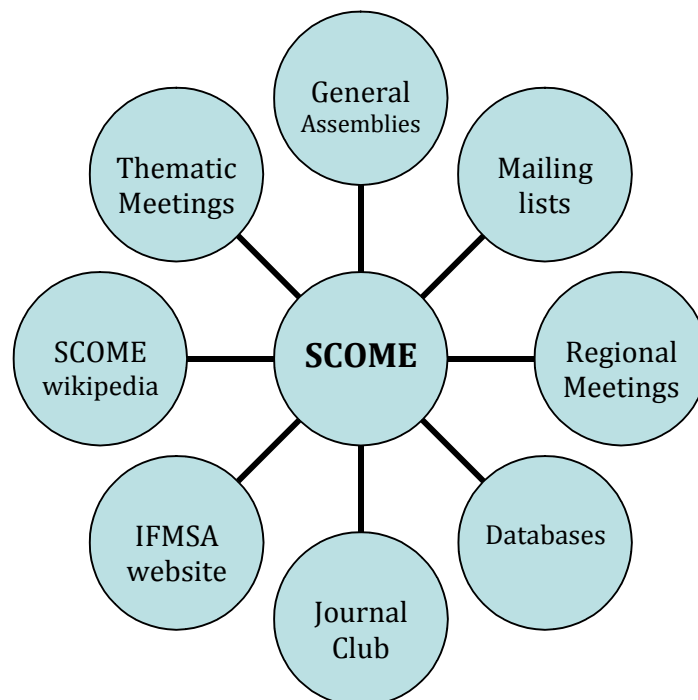 General
Assemblies
Thematic
Meetings
Mailing
lists
SCOME
wikipedia
SCOME
Regional
Meetings
IFMSA
website
Databases
Journal
Club